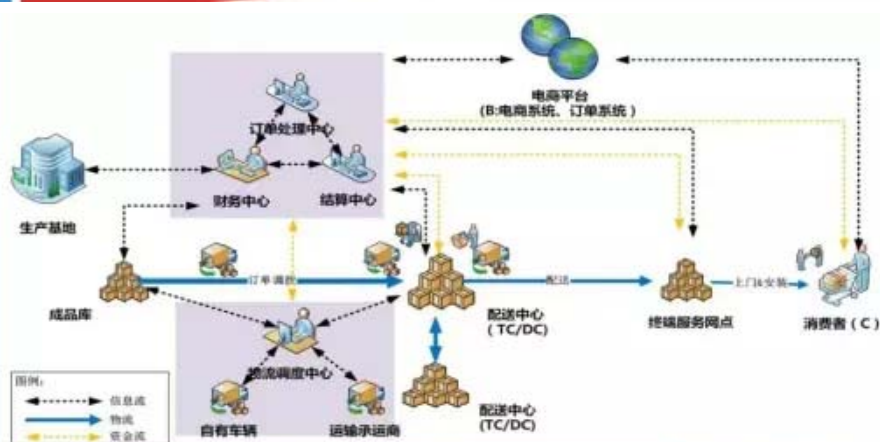 电商平台
(B:电商系统、订单系统）
订单处理中心
财务中心
结算中心
生产基地
订单调拨
配送
上门&安装
成品库
配送中心
（TC/DC）
终端服务网点
消费者（C）
物流调度中心
自有车辆
运输承运商
配送中心
(TC/DC)
图例：
信息流
物流
资金流